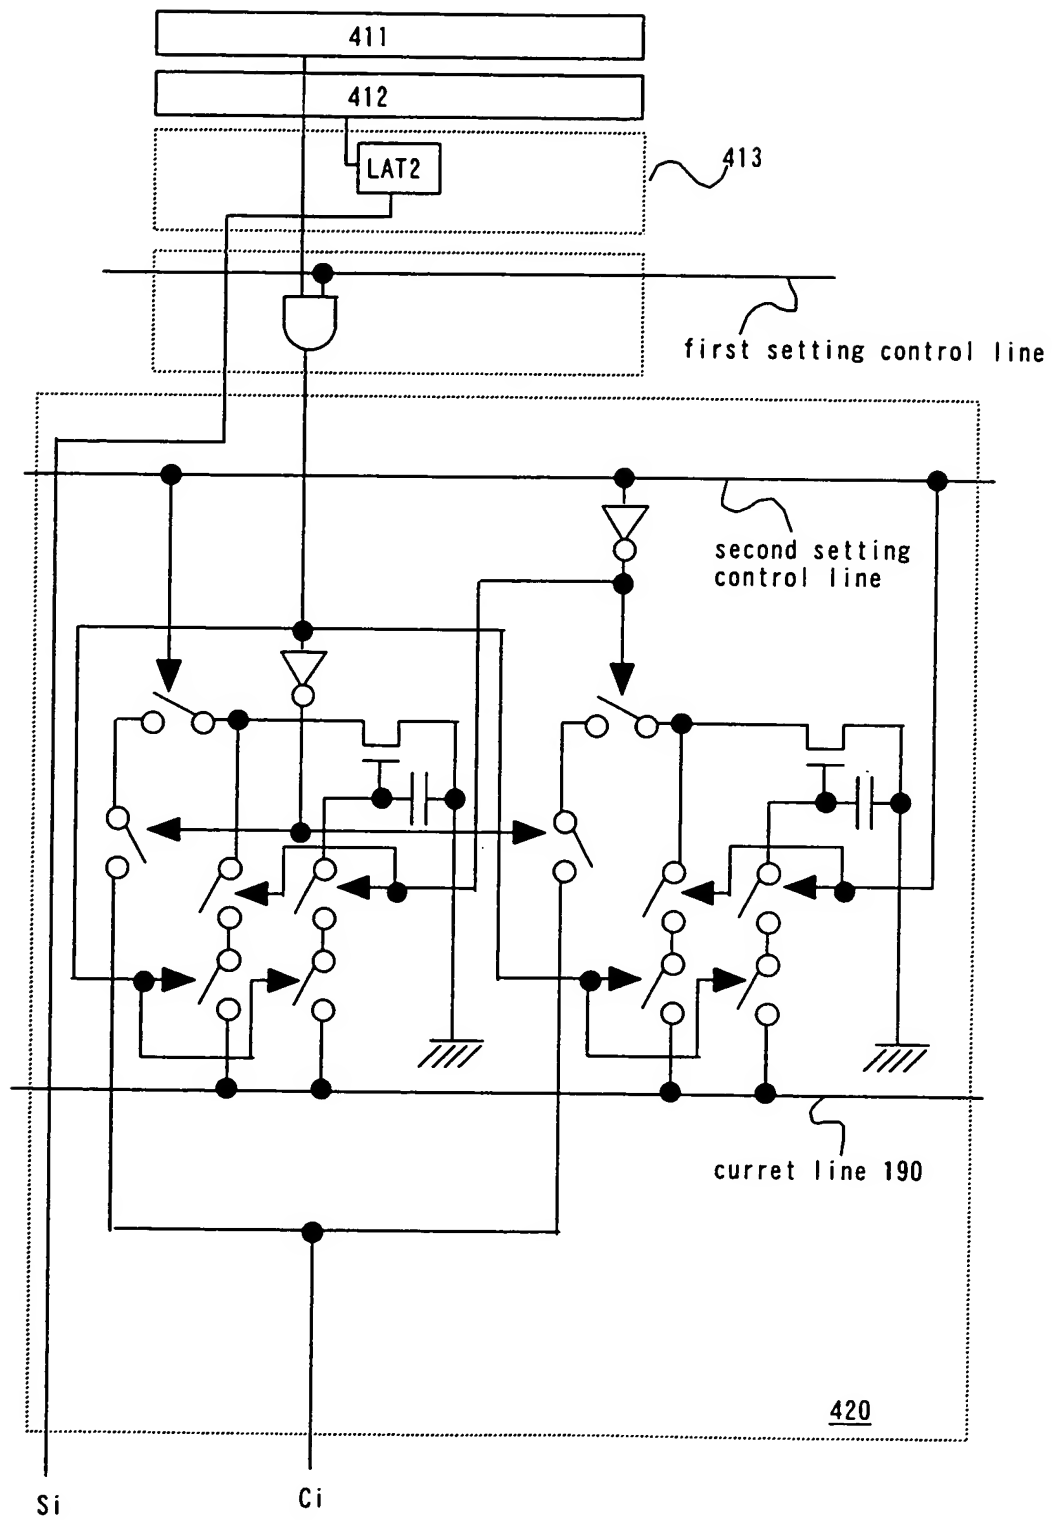 411
412
LAT2
413
first setting control line
second setting
control line
curret line 190
420
Si
Ci